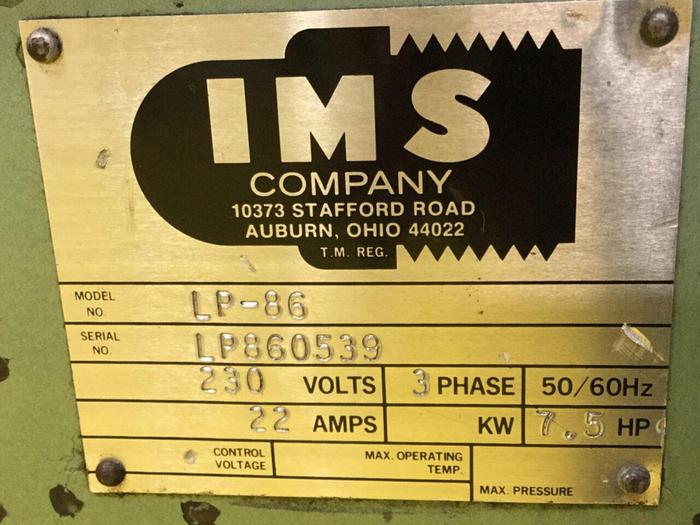 IMS
COMPANY
10373 STAFFORD ROAD
AUBURN, OHIO 44022
T.M. REG.
MODEL NO. LP-86
SERIAL NO. LP860539
230 VOLTS 3 PHASE 50/60Hz
22 AMPS KW 7.5 HP
CONTROL VOLTAGE MAX. OPERATING TEMP.
MAX. PRESSURE